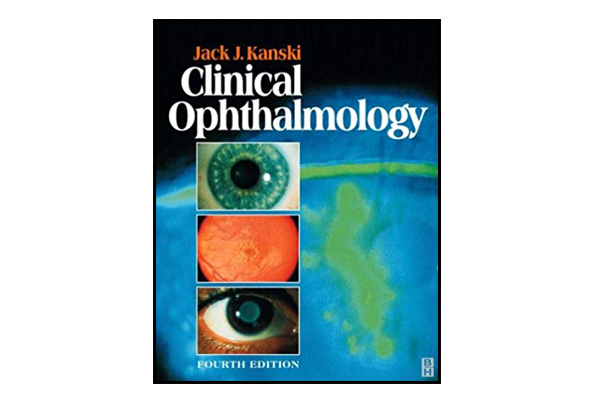 Jack J. Kanski
Clinical
Ophthalmology
FOURTH EDITION
B
H